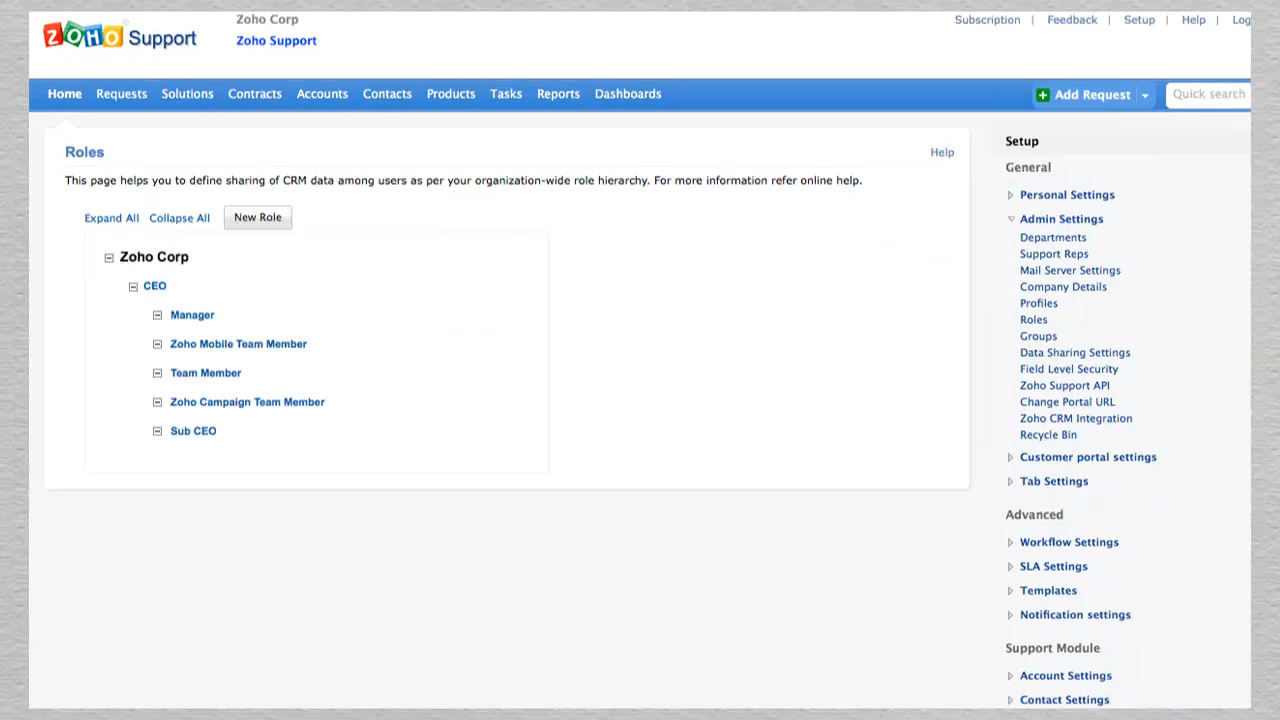 ZOHO Support
Zoho Corp
Zoho Support
Subscription | Feedback | Setup | Help | Log
Home Requests Solutions Contracts Accounts Contacts Products Tasks Reports Dashboards
Add Request
Quick search
Roles
Help
This page helps you to define sharing of CRM data among users as per your organization-wide role hierarchy. For more information refer online help.
Expand All Collapse All New Role
Zoho Corp
CEO
Manager
Zoho Mobile Team Member
Team Member
Zoho Campaign Team Member
Sub CEO
Setup
General
Personal Settings
Admin Settings
Departments
Support Reps
Mail Server Settings
Company Details
Profiles
Roles
Groups
Data Sharing Settings
Field Level Security
Zoho Support API
Change Portal URL
Zoho CRM Integration
Recycle Bin
Customer portal settings
Tab Settings
Advanced
Workflow Settings
SLA Settings
Templates
Notification settings
Support Module
Account Settings
Contact Settings